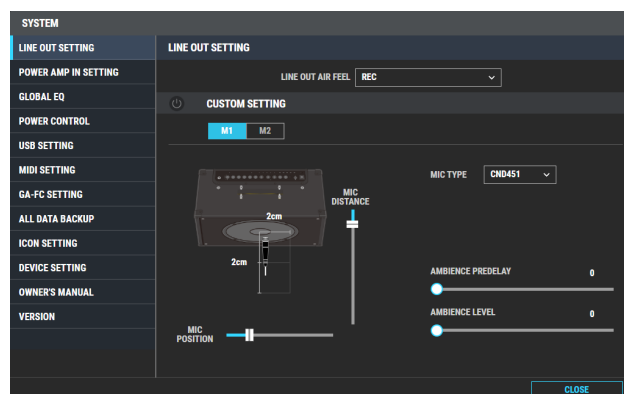 SYSTEM
LINE OUT SETTING
POWER AMP IN SETTING
GLOBAL EQ
POWER CONTROL
USB SETTING
MIDI SETTING
GA-FC SETTING
ALL DATA BACKUP
ICON SETTING
DEVICE SETTING
OWNER'S MANUAL
VERSION
LINE OUT SETTING
LINE OUT AIR FEEL REC
CUSTOM SETTING
M1 M2
MIC TYPE CND451
MIC
DISTANCE
2cm
2cm
MIC
POSITION
AMBIENCE PREDELAY 0
AMBIENCE LEVEL 0
CLOSE